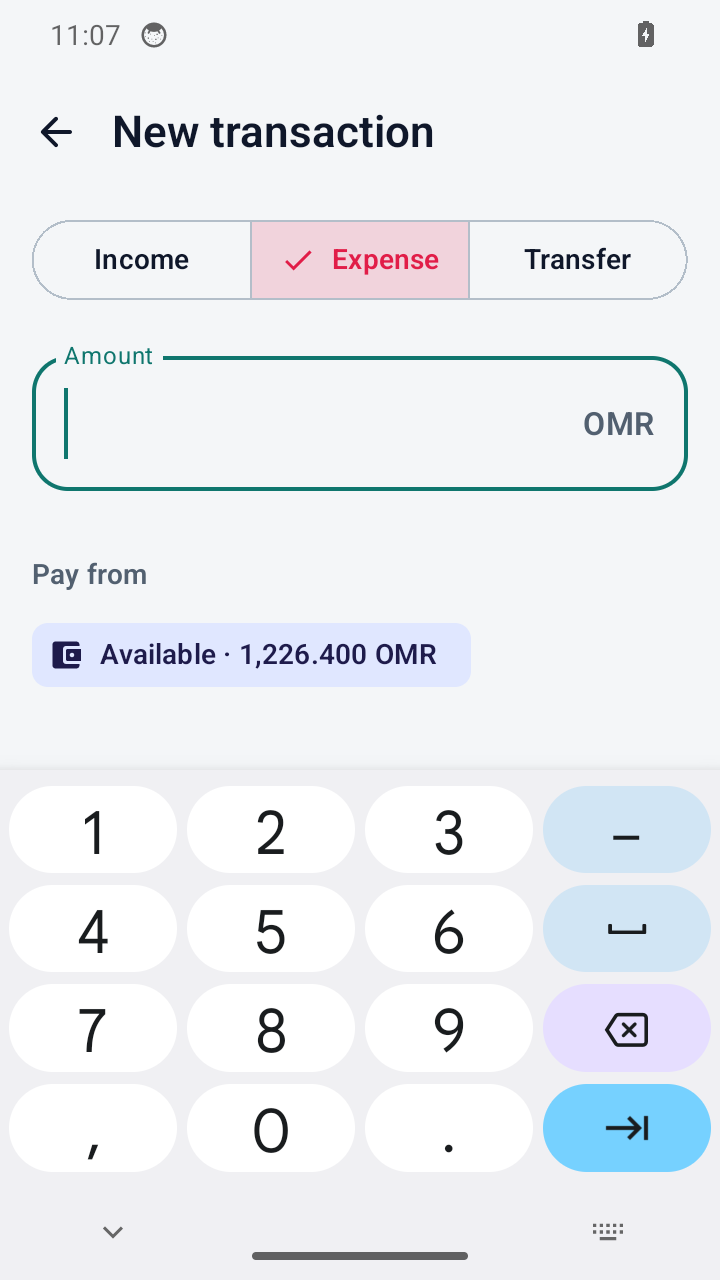 11:07
New transaction
Income
Expense
Transfer
Amount
OMR
Pay from
Available · 1,226.400 OMR
1 2 3 –
4 5 6
7 8 9
, 0 .